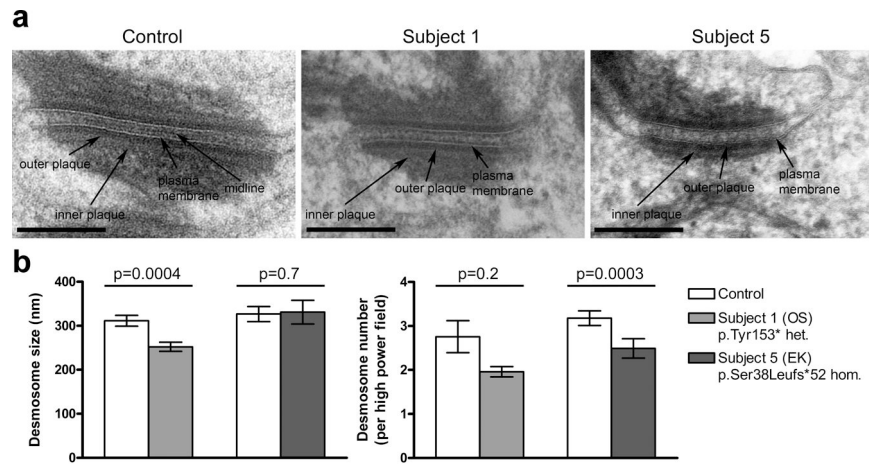 a
Control
Subject 1
Subject 5
outer plaque
inner plaque
plasma
membrane
midline
inner plaque
outer plaque
plasma
membrane
inner plaque
outer plaque
plasma
membrane
b
p=0.0004
p=0.7
Desmosome size (nm)
400
300
200
100
0
p=0.2
p=0.0003
Desmosome number
(per high power field)
4
3
2
1
0
Control
Subject 1 (OS)
p.Tyr153* het.
Subject 5 (EK)
p.Ser38Leufs*52 hom.